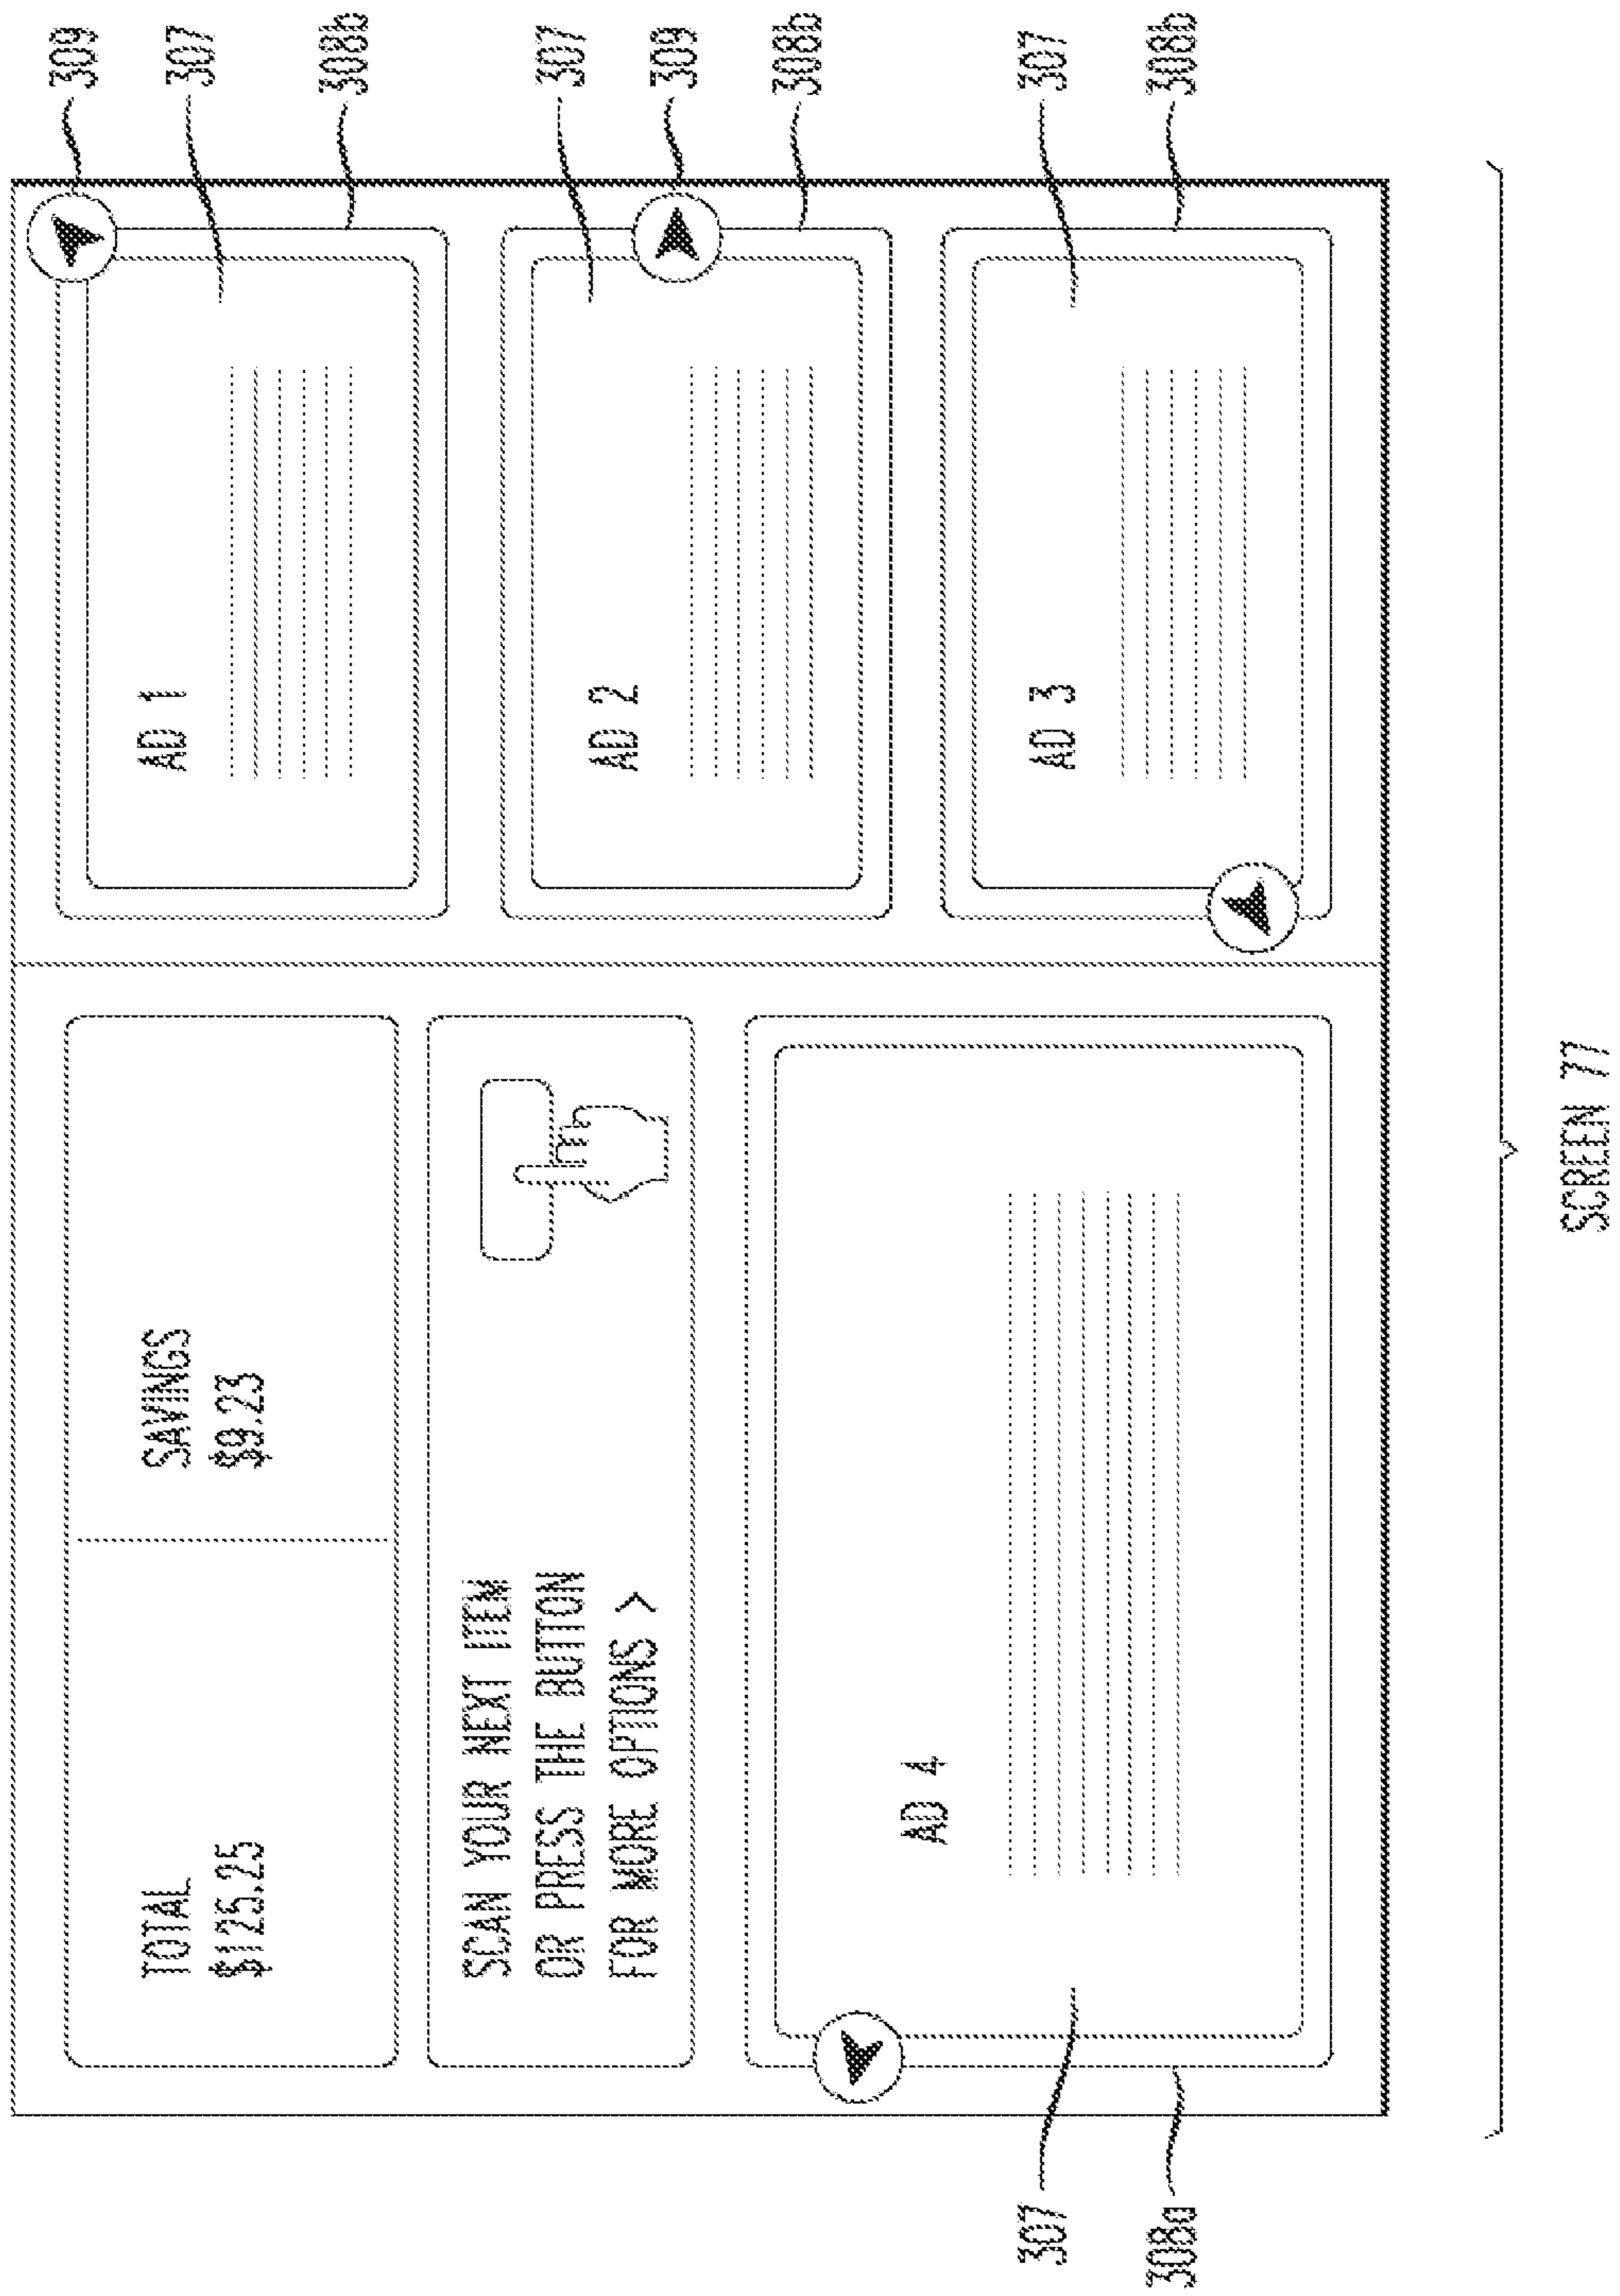 TOTAL
$125.25
SAVINGS
$9.23
SCAN YOUR NEXT ITEM
OR PRESS THE BUTTON
FOR MORE OPTIONS >
AD 4
307
308a
AD 1
309
307
308b
AD 2
307
309
308b
AD 3
307
308b
SCREEN 77